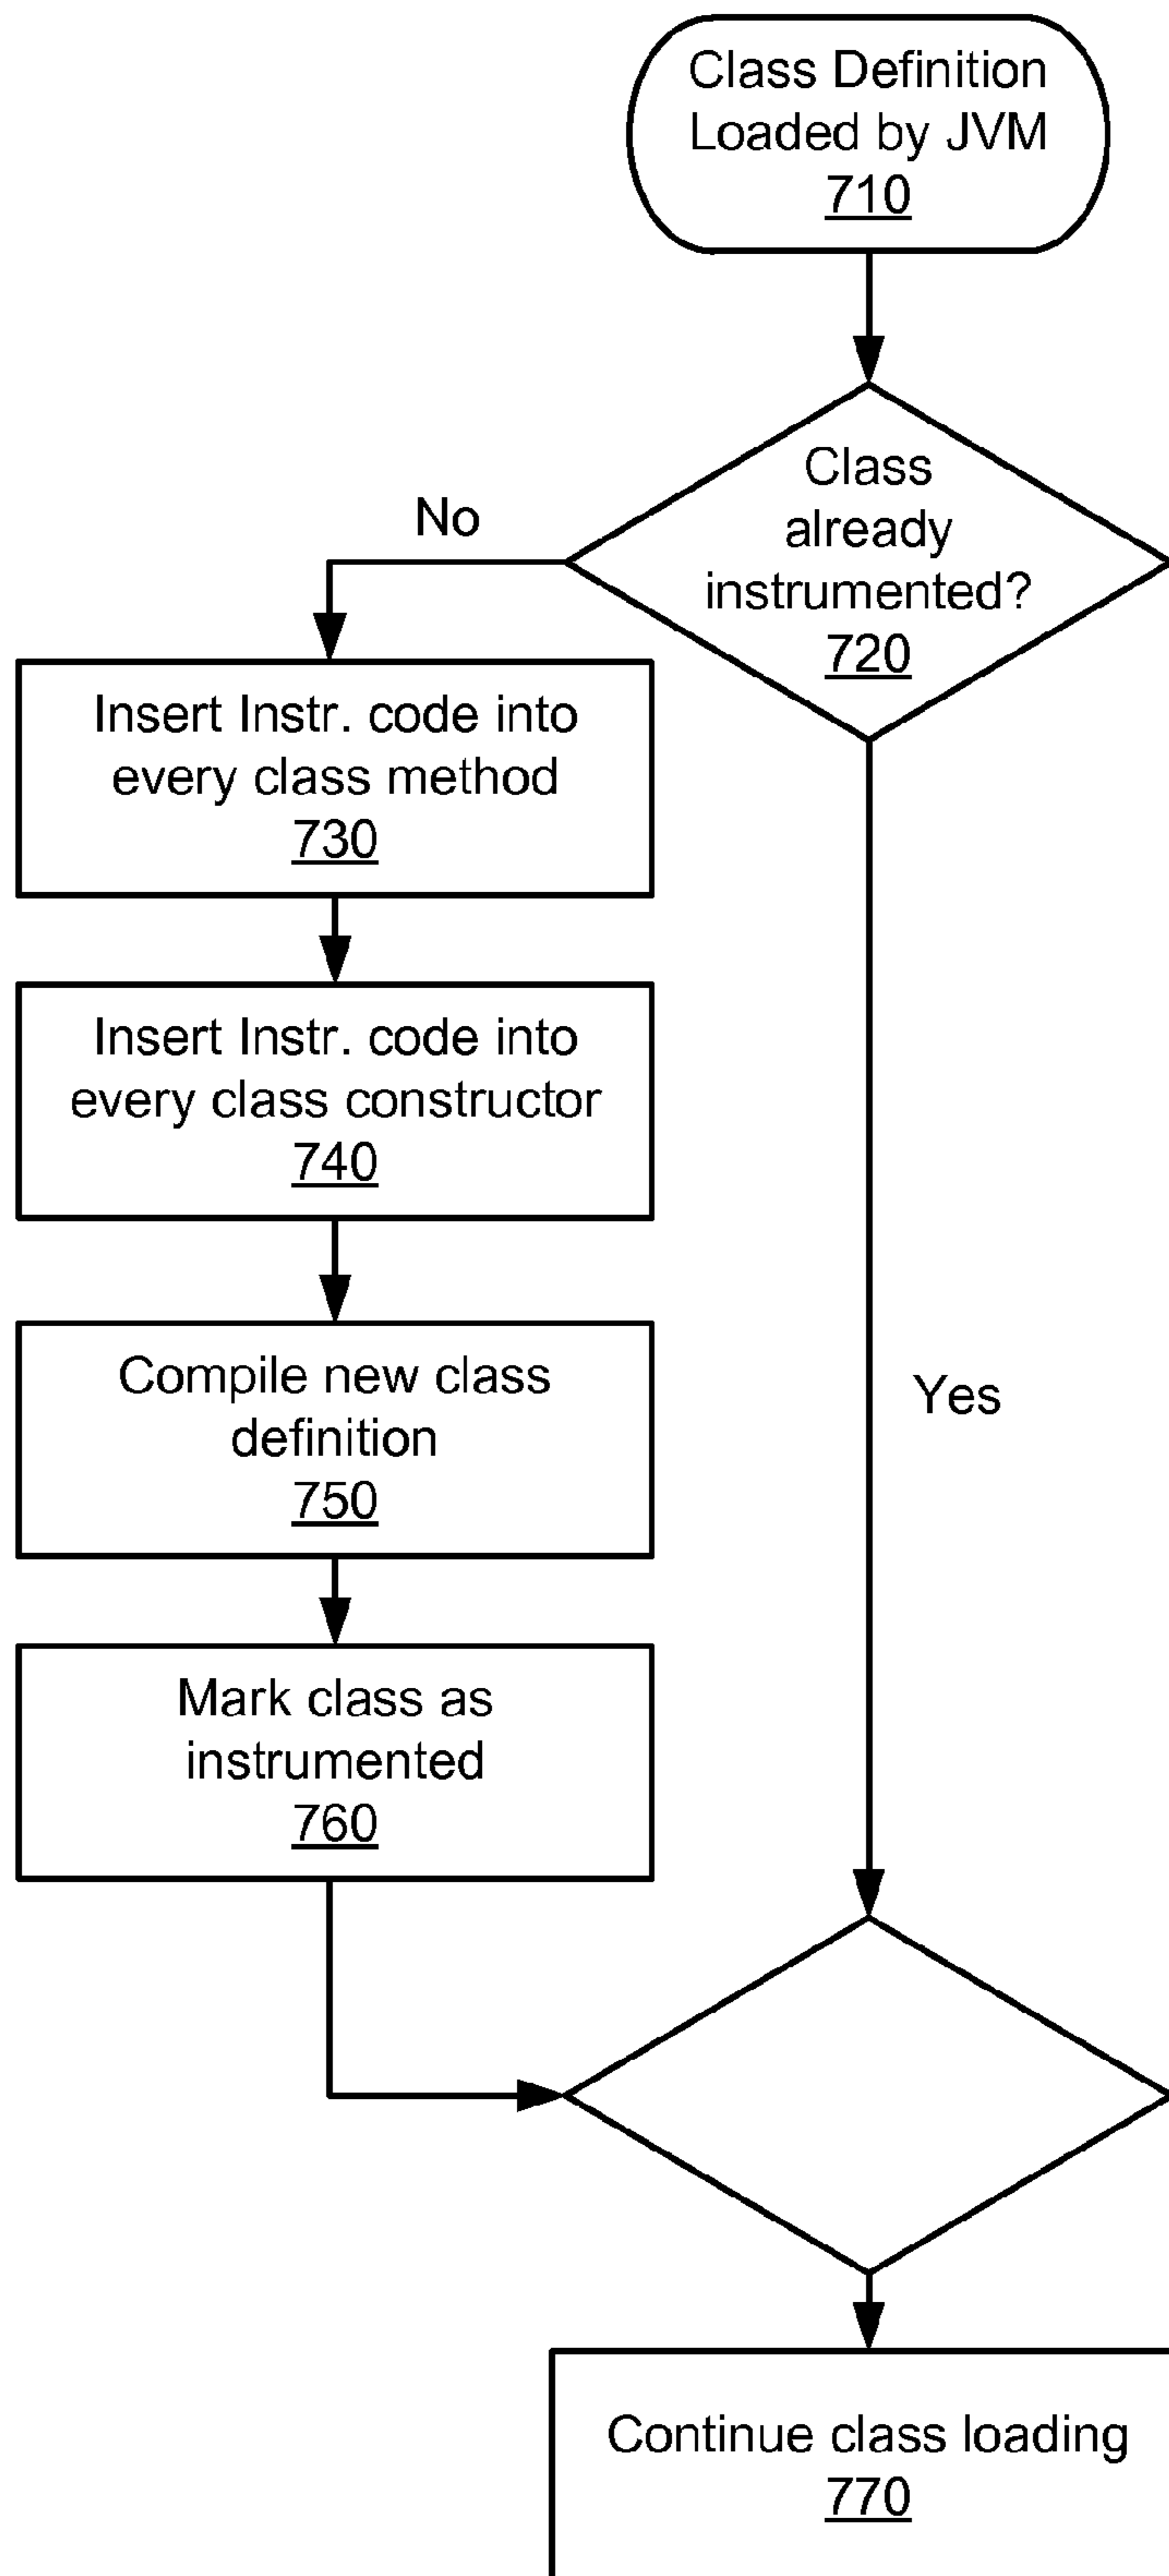 Class Definition
Loaded by JVM
710
Class
already
instrumented?
720
No
Insert Instr. code into
every class method
730
Insert Instr. code into
every class constructor
740
Compile new class
definition
750
Yes
Mark class as
instrumented
760
Continue class loading
770